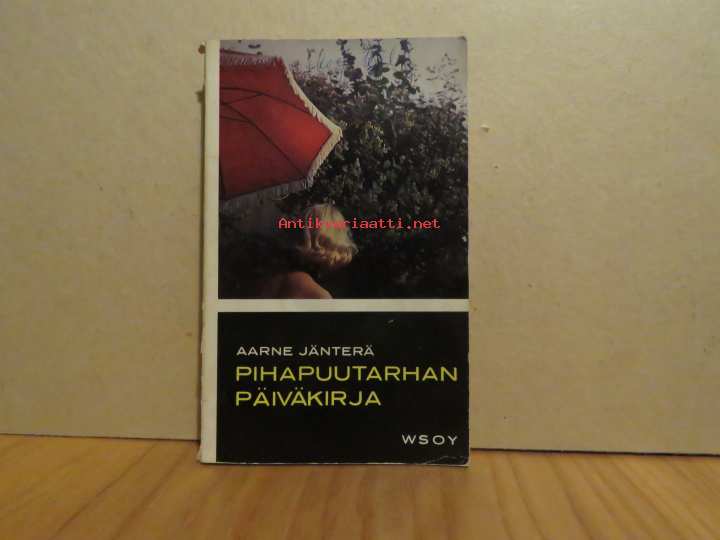 Antikvariaatti.net
AARNE JÄNTERÄ
PIHAPUUTARHAN
PÄIVÄKIRJA
WSOY